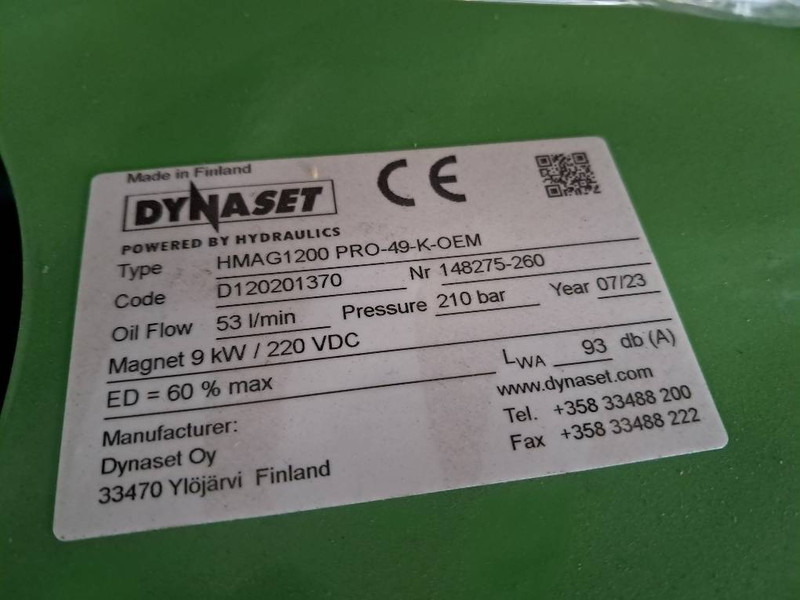 Made in Finland
DYNASET
CE
POWERED BY HYDRAULICS
Type HMAG1200 PRO-49-K-OEM
Code D120201370 Nr 148275-260
Oil Flow 53 l/min Pressure 210 bar Year 07/23
Magnet 9 kW / 220 VDC
ED = 60 % max LWA 93 db (A)
www.dynaset.com
Manufacturer: Tel. +358 33488 200
Dynaset Oy Fax +358 33488 222
33470 Ylöjärvi Finland